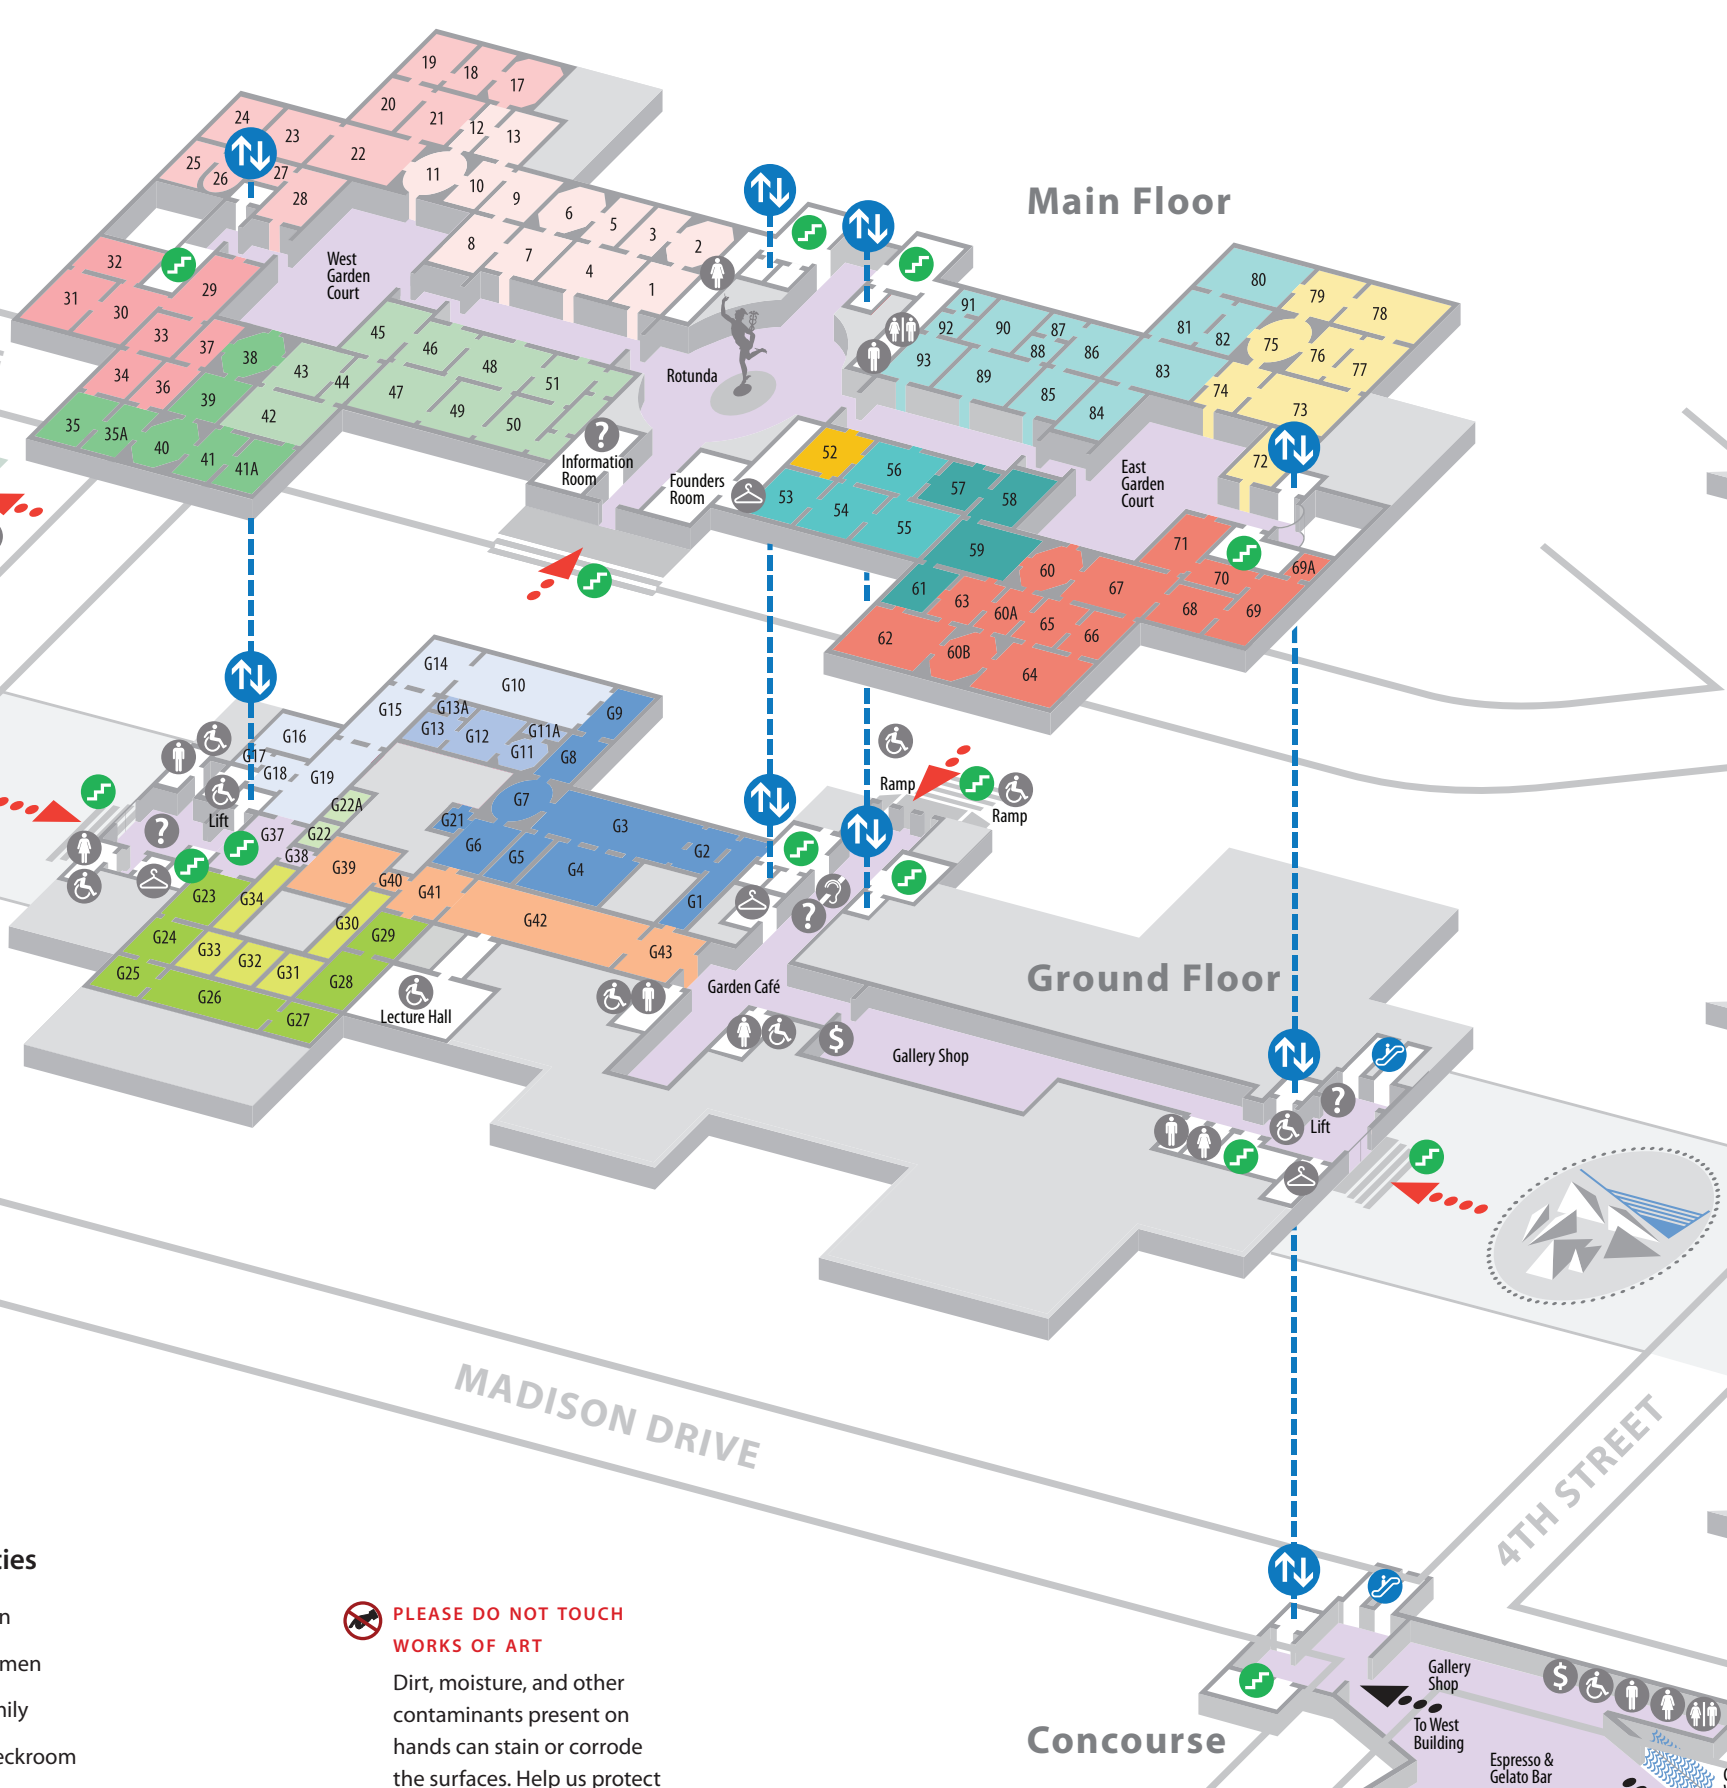 Main Floor
19
18
17
20
21
12
13
24
23
22
25
26
27
28
11
10
9
6
5
3
2
8
7
4
1
West
Garden
Court
32
31
30
29
33
37
34
36
38
39
35
35A
40
41
41A
43
44
42
45
46
48
51
47
49
50
Rotunda
?
Information
Room
Founders
Room
91
92
90
87
88
86
93
89
85
84
83
81
82
80
79
78
75
76
77
74
73
72
52
56
53
54
55
57
58
59
61
East
Garden
Court
60
63
60A
65
66
67
62
60B
64
71
70
69A
68
69
Ground Floor
G14
G10
G15
G13A
G13
G12
G11A
G11
G9
G8
G16
G17
G18
G19
G7
G22A
G22
G21
G3
G2
G6
G5
G4
G1
Lift
?
G37
G38
G39
G40
G41
G42
G43
G23
G34
G30
G29
G24
G33
G32
G31
G28
G25
G26
G27
Lecture Hall
Ramp
Ramp
?
Garden Café
$
Gallery Shop
?
Lift
MADISON DRIVE
4TH STREET
Concourse
Gallery
Shop
$
To West
Building
Espresso &
Gelato Bar
PLEASE DO NOT TOUCH
WORKS OF ART
Dirt, moisture, and other
contaminants present on
hands can stain or corrode
the surfaces. Help us protect